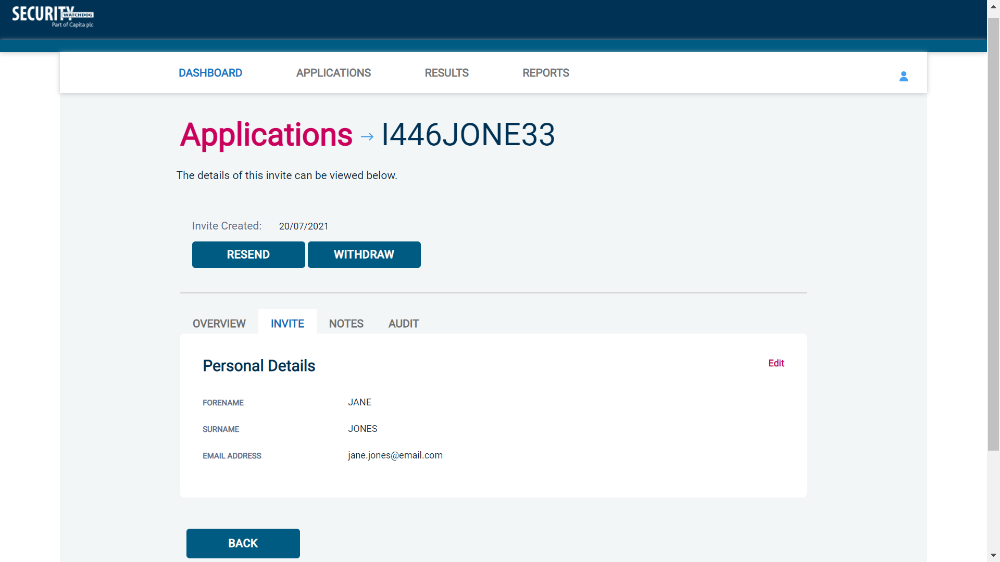 SECURITY
WATCHDOG
Part of Capita plc
DASHBOARD APPLICATIONS RESULTS REPORTS
Applications → I446JONE33
The details of this invite can be viewed below.
Invite Created: 20/07/2021
RESEND WITHDRAW
OVERVIEW INVITE NOTES AUDIT
Personal Details Edit
FORENAME JANE
SURNAME JONES
EMAIL ADDRESS jane.jones@email.com
BACK